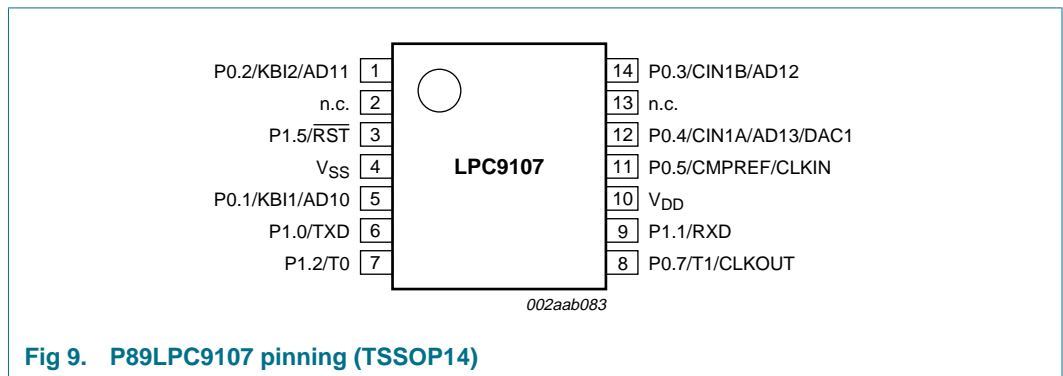 P0.2/KBI2/AD11 1 14 P0.3/CIN1B/AD12
n.c. 2 13 n.c.
P1.5/RST 3 12 P0.4/CIN1A/AD13/DAC1
VSS 4 LPC9107 11 P0.5/CMPREF/CLKIN
P0.1/KBI1/AD10 5 10 VDD
P1.0/TXD 6 9 P1.1/RXD
P1.2/T0 7 8 P0.7/T1/CLKOUT
002aab083
Fig 9. P89LPC9107 pinning (TSSOP14)